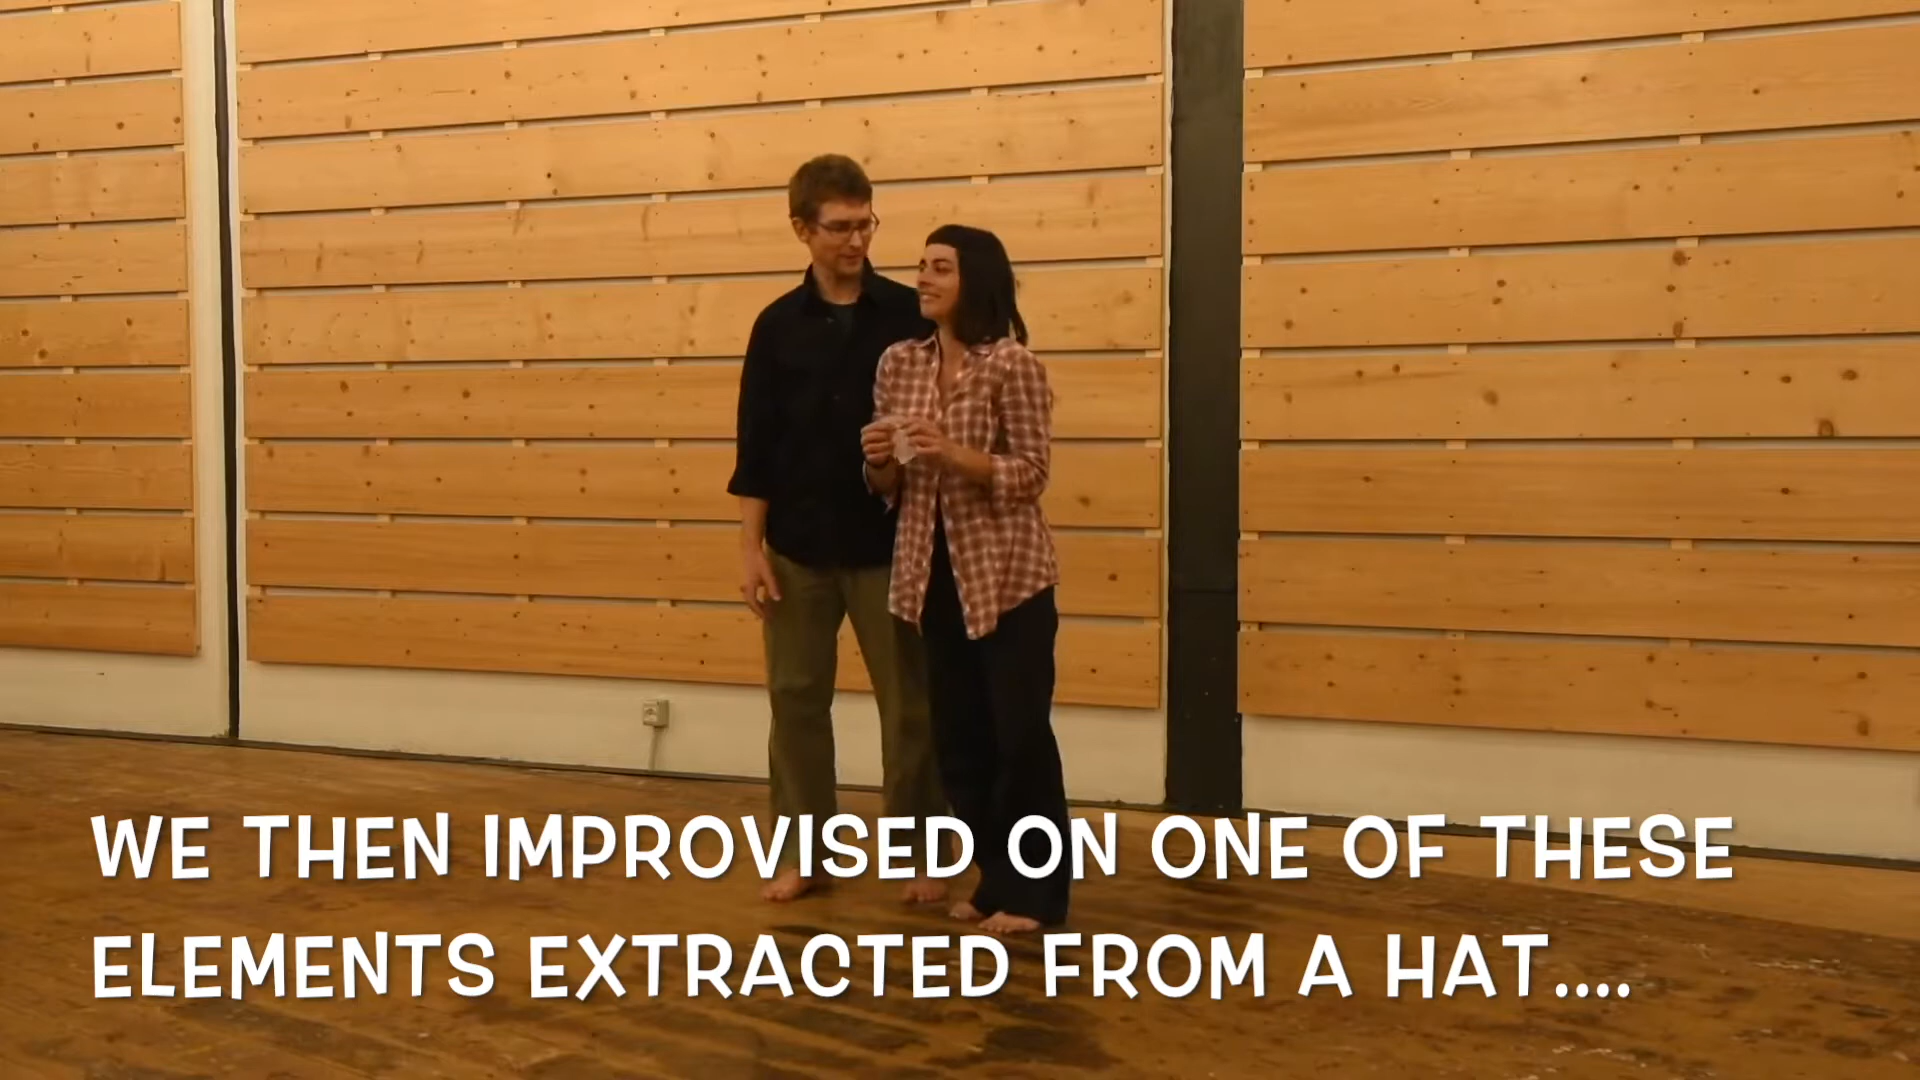 WE THEN IMPROVISED ON ONE OF THESE
ELEMENTS EXTRACTED FROM A HAT....